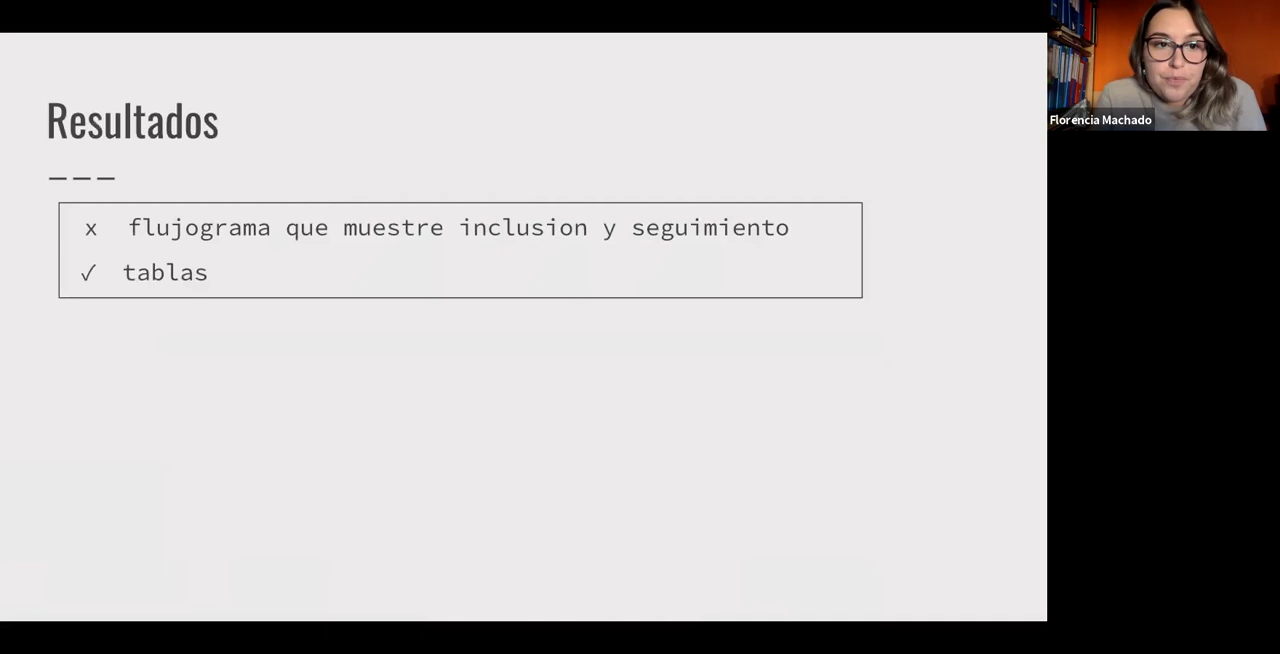 Resultados
x flujograma que muestre inclusion y seguimiento
✓ tablas
Florencia Machado